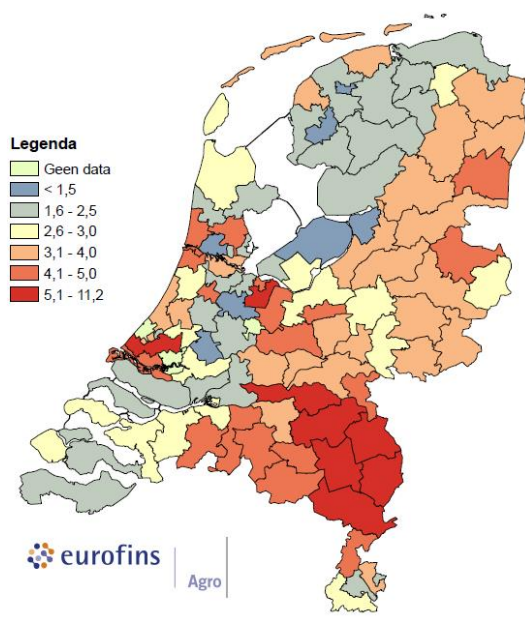 Legenda
Geen data
< 1,5
1,6 - 2,5
2,6 - 3,0
3,1 - 4,0
4,1 - 5,0
5,1 - 11,2
eurofins
Agro